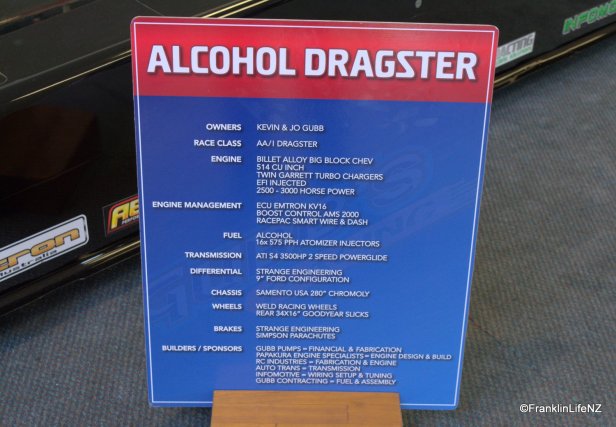 ALCOHOL DRAGSTER
OWNERS KEVIN & JO GUBB
RACE CLASS AA/I DRAGSTER
ENGINE BILLET ALLOY BIG BLOCK CHEV
514 CU INCH
TWIN GARRETT TURBO CHARGERS
EFI INJECTED
2500 - 3000 HORSE POWER
ENGINE MANAGEMENT ECU EMTRON KV16
BOOST CONTROL AMS 2000
RACEPAC SMART WIRE & DASH
FUEL ALCOHOL
16x 575 PPH ATOMIZER INJECTORS
TRANSMISSION ATI S4 3500HP 2 SPEED POWERGLIDE
DIFFERENTIAL STRANGE ENGINEERING
9" FORD CONFIGURATION
CHASSIS SAMENTO USA 280" CHROMOLY
WHEELS WELD RACING WHEELS
REAR 34X16" GOODYEAR SLICKS
BRAKES STRANGE ENGINEERING
SIMPSON PARACHUTES
BUILDERS / SPONSORS GUBB PUMPS = FINANCIAL & FABRICATION
PAPAKURA ENGINE SPECIALISTS = ENGINE DESIGN & BUILD
RC INDUSTRIES = FABRICATION & ENGINE
AUTO TRANS = TRANSMISSION
INFOMOTIVE = WIRING SETUP & TUNING
GUBB CONTRACTING = FUEL & ASSEMBLY
eron
Australia
©FranklinLifeNZ